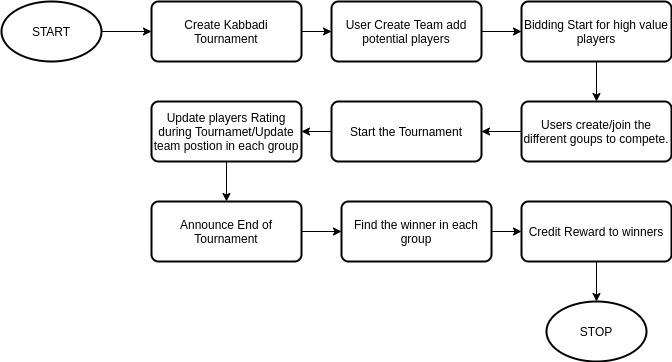 START
Create Kabbadi
Tournament
User Create Team add
potential players
Bidding Start for high value
players
Users create/join the
different goups to compete.
Start the Tournament
Update players Rating
during Tournamet/Update
team postion in each group
Announce End of
Tournament
Find the winner in each
group
Credit Reward to winners
STOP